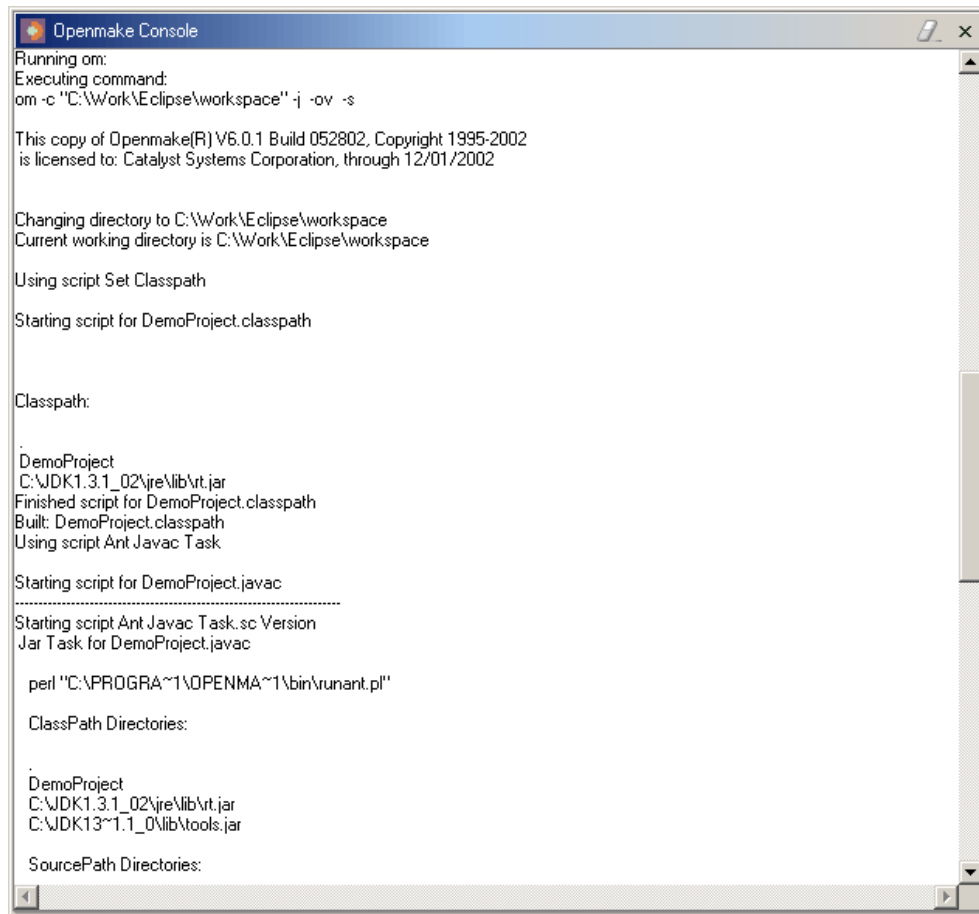 Openmake Console
Running om:
Executing command:
om -c "C:\Work\Eclipse\workspace" -j -ov -s
This copy of Openmake(R) V6.0.1 Build 052802, Copyright 1995-2002
is licensed to: Catalyst Systems Corporation, through 12/01/2002
Changing directory to C:\Work\Eclipse\workspace
Current working directory is C:\Work\Eclipse\workspace
Using script Set Classpath
Starting script for DemoProject.classpath
Classpath:
.
DemoProject
C:\JDK1.3.1_02\jre\lib\rt.jar
Finished script for DemoProject.classpath
Built: DemoProject.classpath
Using script Ant Javac Task
Starting script for DemoProject.javac
----------------------------------------------------------------------
Starting script Ant Javac Task.sc Version
Jar Task for DemoProject.javac
perl "C:\PROGRA~1\OPENMA~1\bin\runant.pl"
ClassPath Directories:
.
DemoProject
C:\JDK1.3.1_02\jre\lib\rt.jar
C:\JDK13~1.1_0\lib\tools.jar
SourcePath Directories: